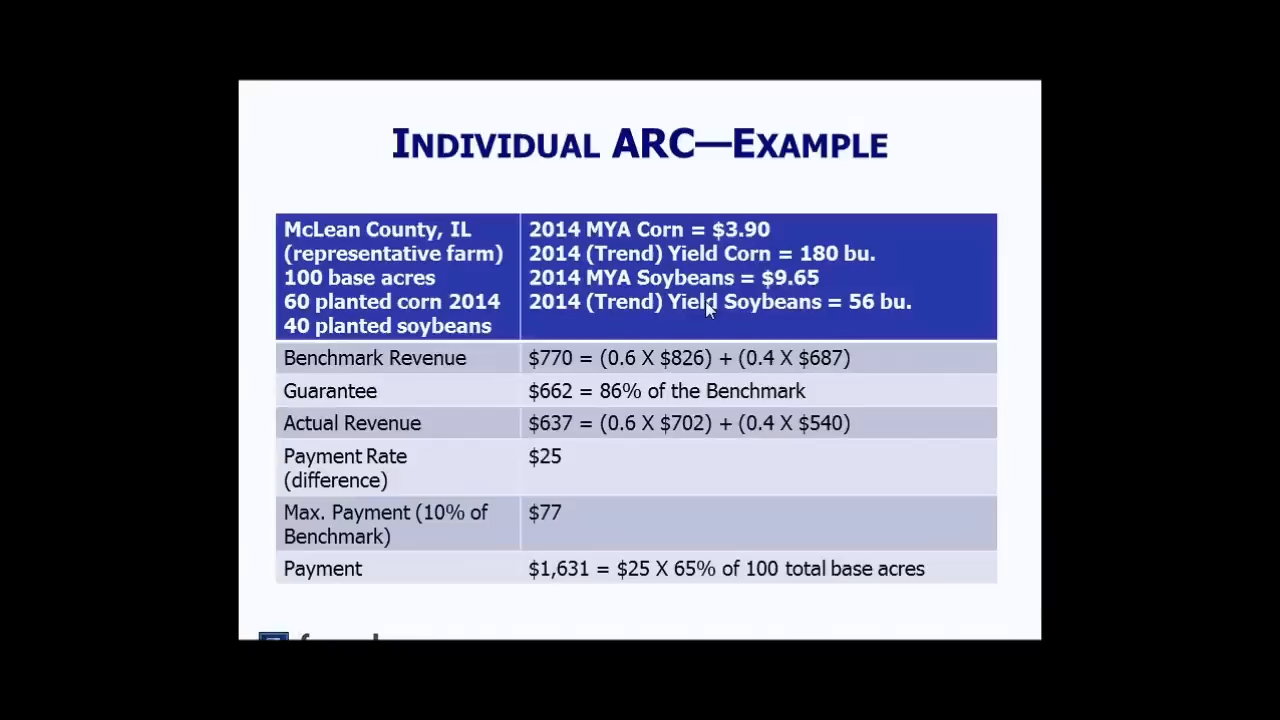 INDIVIDUAL ARC—EXAMPLE
McLean County, IL
(representative farm)
100 base acres
60 planted corn 2014
40 planted soybeans
2014 MYA Corn = $3.90
2014 (Trend) Yield Corn = 180 bu.
2014 MYA Soybeans = $9.65
2014 (Trend) Yield Soybeans = 56 bu.
Benchmark Revenue
$770 = (0.6 X $826) + (0.4 X $687)
Guarantee
$662 = 86% of the Benchmark
Actual Revenue
$637 = (0.6 X $702) + (0.4 X $540)
Payment Rate
(difference)
$25
Max. Payment (10% of
Benchmark)
$77
Payment
$1,631 = $25 X 65% of 100 total base acres